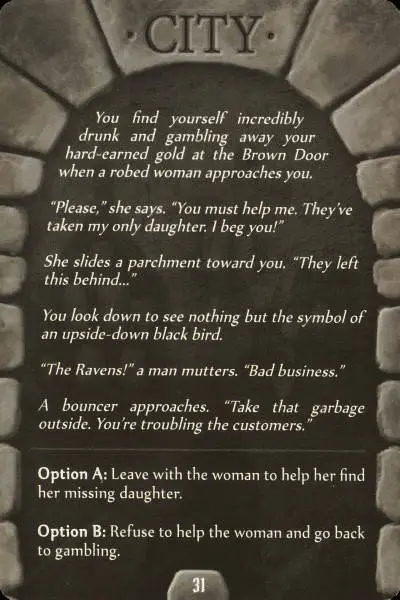 · CITY ·
You find yourself incredibly
drunk and gambling away your
hard-earned gold at the Brown Door
when a robed woman approaches you.
“Please,” she says. “You must help me. They’ve
taken my only daughter. I beg you!”
She slides a parchment toward you. “They left
this behind...”
You look down to see nothing but the symbol of
an upside-down black bird.
“The Ravens!” a man mutters. “Bad business.”
A bouncer approaches. “Take that garbage
outside. You’re troubling the customers.”
Option A: Leave with the woman to help her find
her missing daughter.
Option B: Refuse to help the woman and go back
to gambling.
31